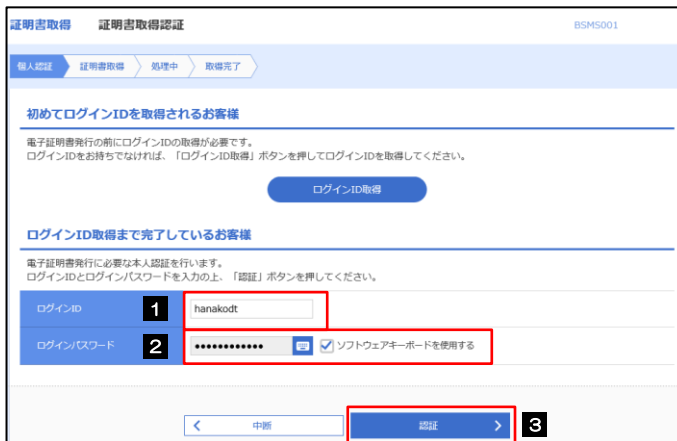 証明書取得 証明書取得認証 BSMS001
個人認証 証明書取得 処理中 取得完了
初めてログインIDを取得されるお客様
電子証明書発行の前にログインIDの取得が必要です。
ログインIDをお持ちでなければ、「ログインID取得」ボタンを押してログインIDを取得してください。
ログインID取得
ログインID取得まで完了しているお客様
電子証明書発行に必要な本人認証を行います。
ログインIDとログインパスワードを入力の上、「認証」ボタンを押してください。
ログインID 1 hanakodt
ログインパスワード 2 ●●●●●●●●●●●● ソフトウェアキーボードを使用する
中断 認証 3